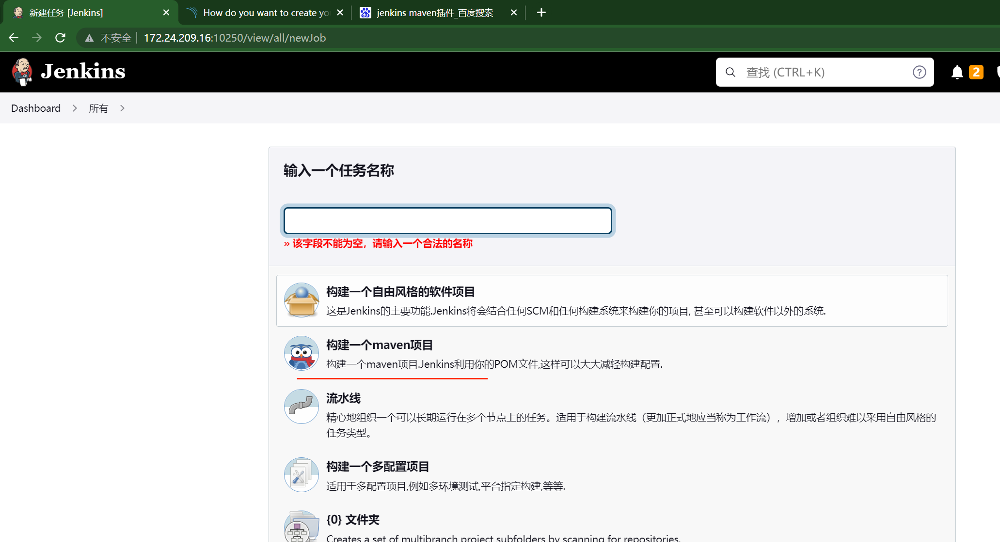 新建任务 [Jenkins]
How do you want to create yo
jenkins maven插件_百度搜索
不安全
172.24.209.16:10250/view/all/newJob
Jenkins
查找 (CTRL+K)
2
Dashboard
所有
输入一个任务名称
» 该字段不能为空，请输入一个合法的名称
构建一个自由风格的软件项目
这是Jenkins的主要功能.Jenkins将会结合任何SCM和任何构建系统来构建你的项目, 甚至可以构建软件以外的系统.
构建一个maven项目
构建一个maven项目.Jenkins利用你的POM文件,这样可以大大减轻构建配置.
流水线
精心地组织一个可以长期运行在多个节点上的任务。适用于构建流水线（更加正式地应当称为工作流），增加或者组织难以采用自由风格的
任务类型。
构建一个多配置项目
适用于多配置项目,例如多环境测试,平台指定构建,等等.
{0} 文件夹
Creates a set of multibranch project subfolders by scanning for repositories.